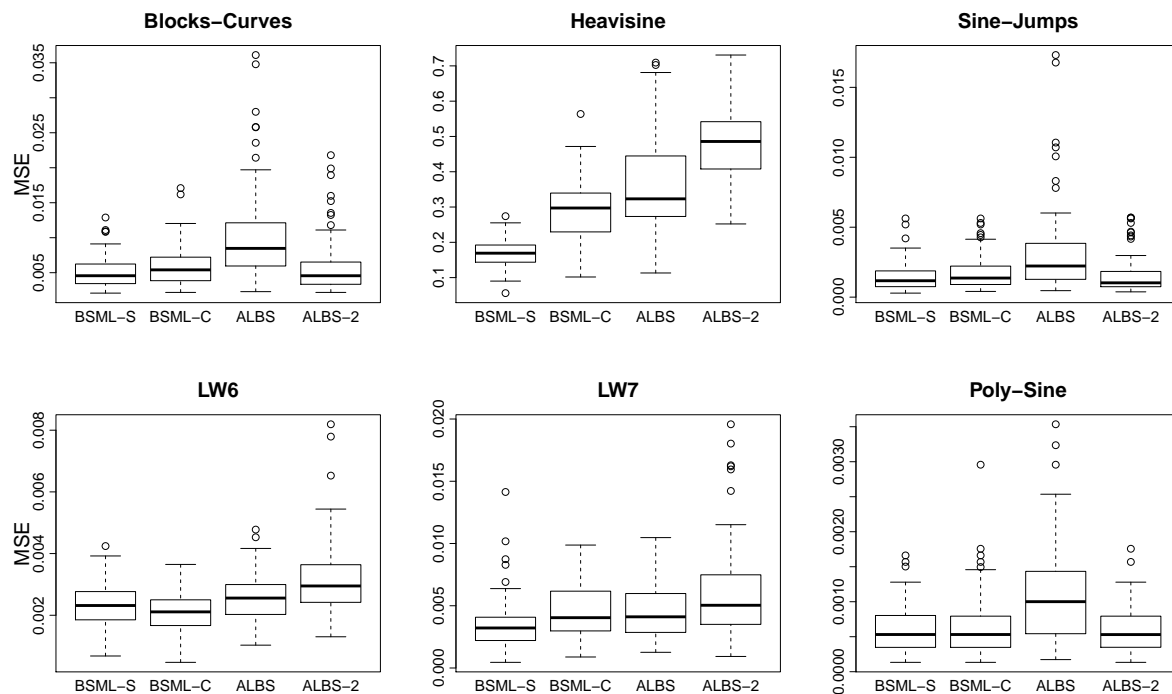 Blocks−Curves
Heavisine
Sine−Jumps
MSE
0.005
0.015
0.025
0.035
0.1
0.2
0.3
0.4
0.5
0.6
0.7
0.000
0.005
0.010
0.015
BSML−S BSML−C ALBS ALBS−2
BSML−S BSML−C ALBS ALBS−2
BSML−S BSML−C ALBS ALBS−2
LW6
LW7
Poly−Sine
MSE
0.002
0.004
0.006
0.008
0.000
0.005
0.010
0.015
0.020
0.0000
0.0010
0.0020
0.0030
BSML−S BSML−C ALBS ALBS−2
BSML−S BSML−C ALBS ALBS−2
BSML−S BSML−C ALBS ALBS−2